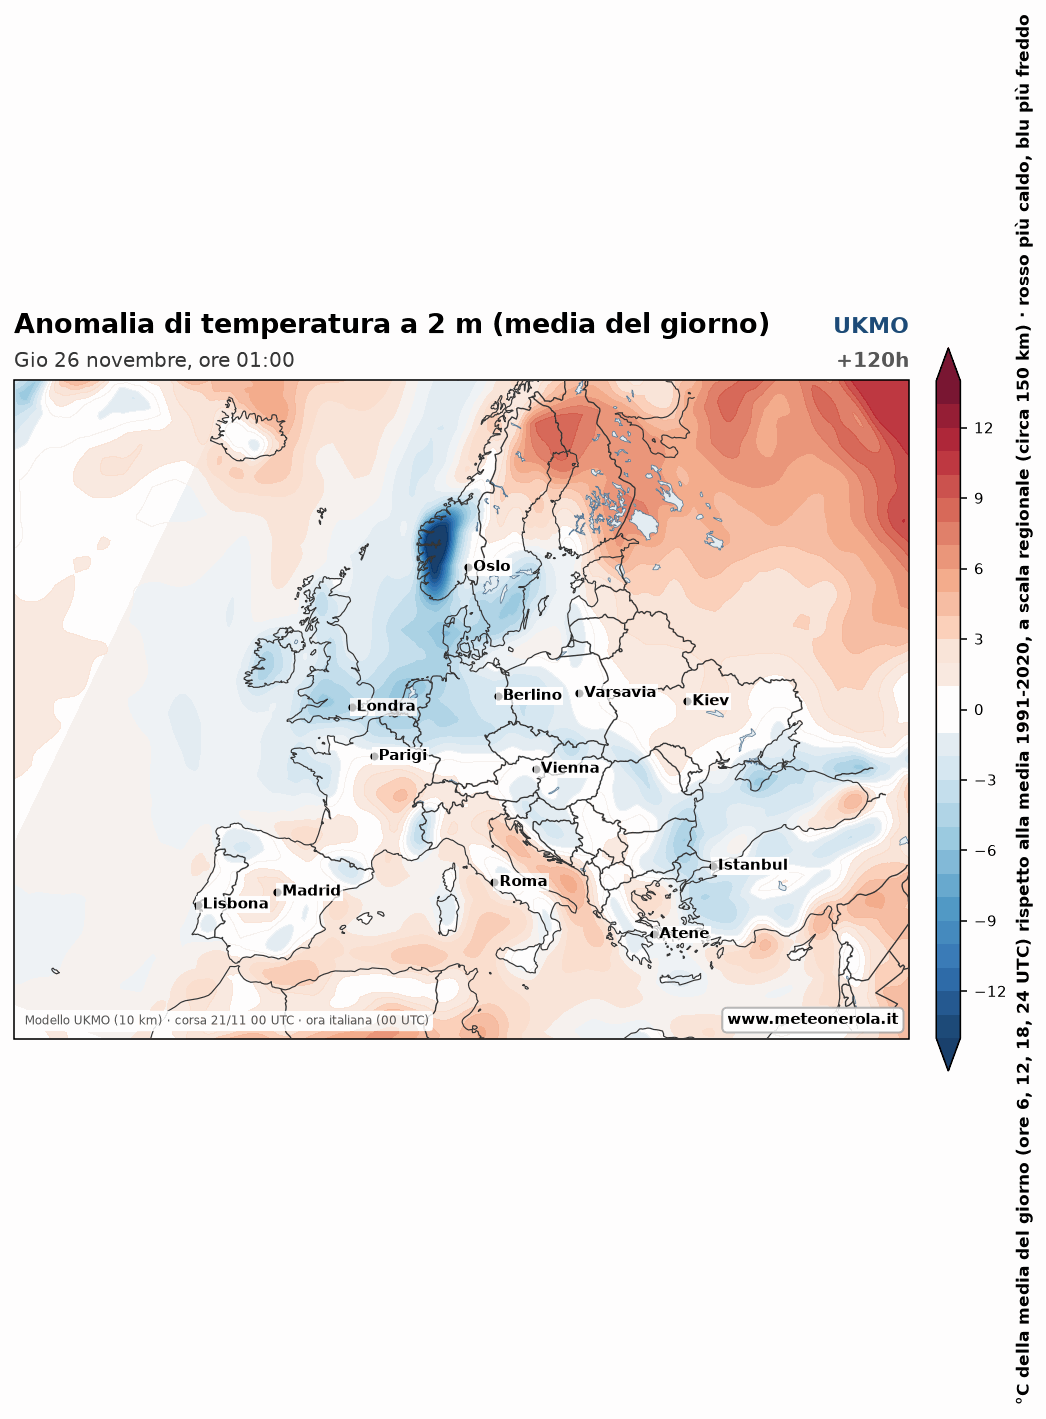 Anomalia di temperatura a 2 m (media del giorno)
UKMO
Gio 26 novembre, ore 01:00
+120h
Oslo
Londra
Berlino
Varsavia
Kiev
Parigi
Vienna
Madrid
Lisbona
Roma
Istanbul
Atene
Modello UKMO (10 km) · corsa 21/11 00 UTC · ora italiana (00 UTC)
www.meteonerola.it
12
9
6
3
0
−3
−6
−9
−12
°C della media del giorno (ore 6, 12, 18, 24 UTC) rispetto alla media 1991-2020, a scala regionale (circa 150 km) · rosso più caldo, blu più freddo